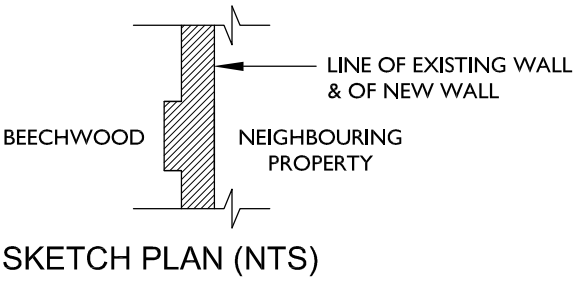 LINE OF EXISTING WALL
& OF NEW WALL
BEECHWOOD
NEIGHBOURING
PROPERTY
SKETCH PLAN (NTS)